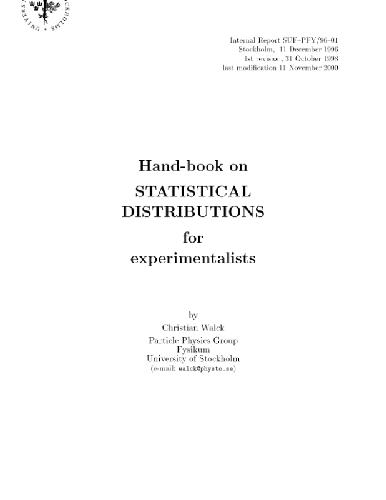 Internal Report SUF–PFY/96–01
Stockholm, 11 December 1996
1st revision, 31 October 1998
last modification 11 November 2000
Hand-book on
STATISTICAL
DISTRIBUTIONS
for
experimentalists
by
Christian Walck
Particle Physics Group
Fysikum
University of Stockholm
(e-mail: walck@physto.se)